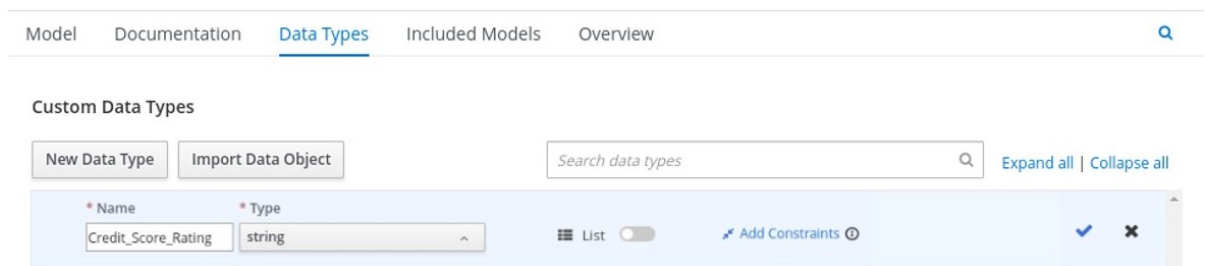 Model Documentation Data Types Included Models Overview
Custom Data Types
New Data Type Import Data Object Search data types Expand all | Collapse all
* Name * Type
Credit_Score_Rating string List Add Constraints